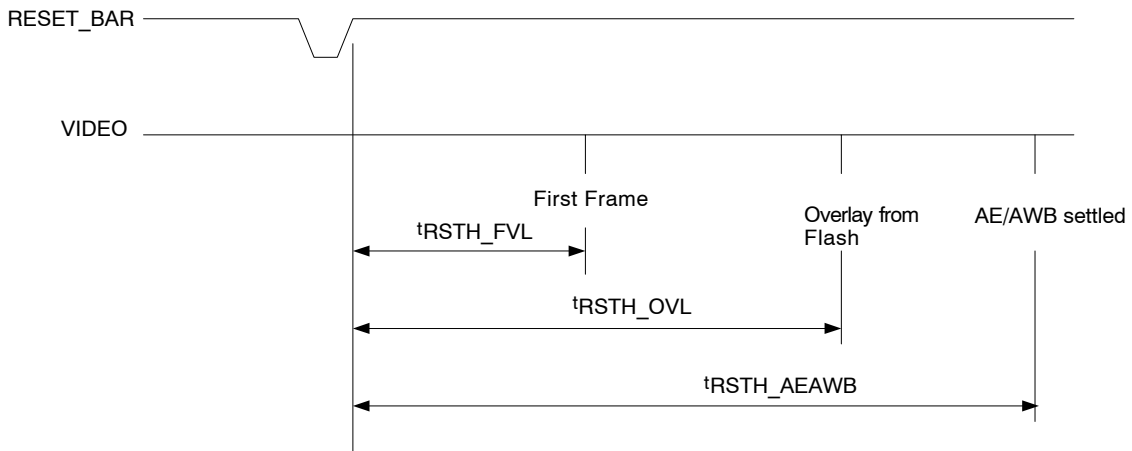 RESET_BAR
VIDEO
First Frame
Overlay from
Flash
AE/AWB settled
tRSTH_FVL
tRSTH_OVL
tRSTH_AEAWB